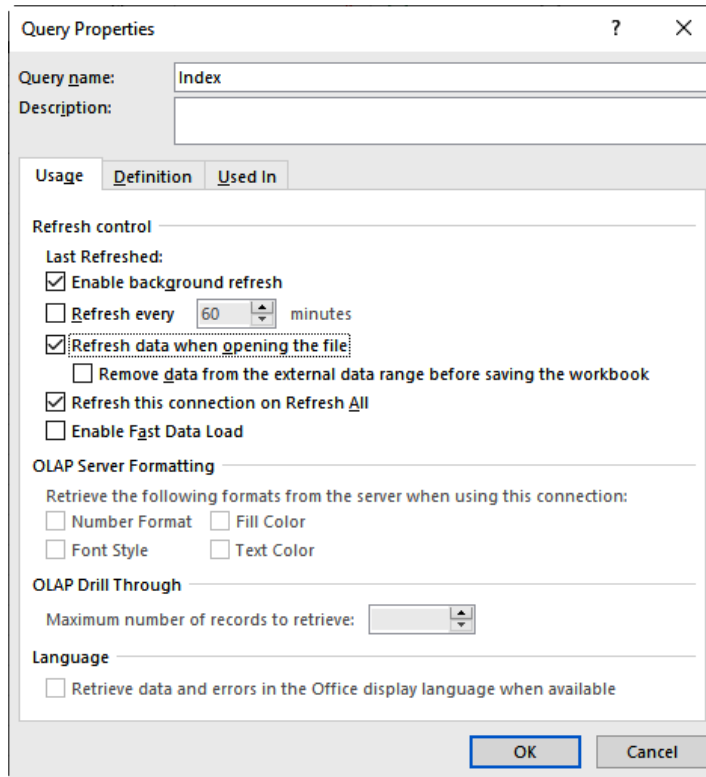 Query Properties ?
Query name: Index
Description:
Usage Definition Used In
Refresh control
Last Refreshed:
Enable background refresh
Refresh every 60 minutes
Refresh data when opening the file
Remove data from the external data range before saving the workbook
Refresh this connection on Refresh All
Enable Fast Data Load
OLAP Server Formatting
Retrieve the following formats from the server when using this connection:
Number Format Fill Color
Font Style Text Color
OLAP Drill Through
Maximum number of records to retrieve:
Language
Retrieve data and errors in the Office display language when available
OK Cancel